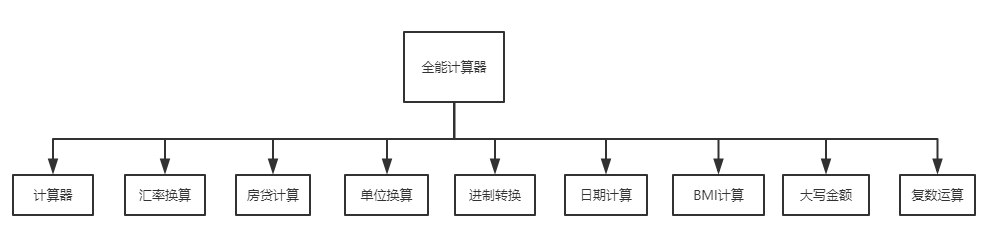 全能计算器
计算器
汇率换算
房贷计算
单位换算
进制转换
日期计算
BMI计算
大写金额
复数运算